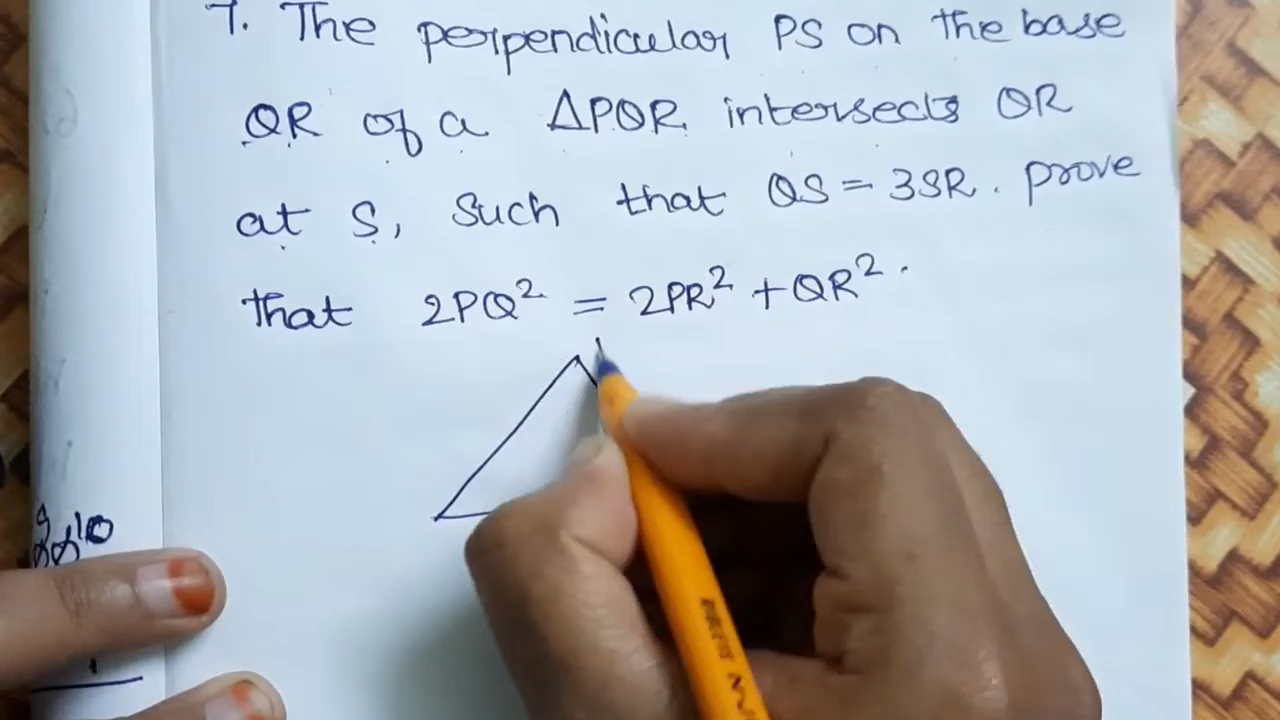 7. The perpendicular PS on the base
QR of a ΔPQR intersects QR
at S, such that QS = 3SR. prove
that 2PQ² = 2PR² + QR².